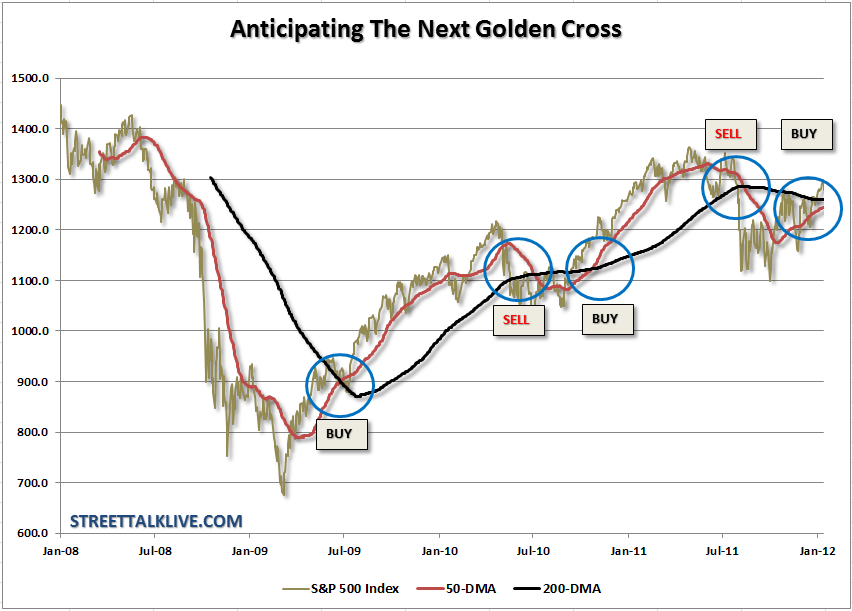 Anticipating The Next Golden Cross
1500.0
1400.0
1300.0
1200.0
1100.0
1000.0
900.0
800.0
700.0
600.0
SELL
BUY
SELL
BUY
BUY
STREETTALKLIVE.COM
Jan-08
Jul-08
Jan-09
Jul-09
Jan-10
Jul-10
Jan-11
Jul-11
Jan-12
S&P 500 Index
50-DMA
200-DMA